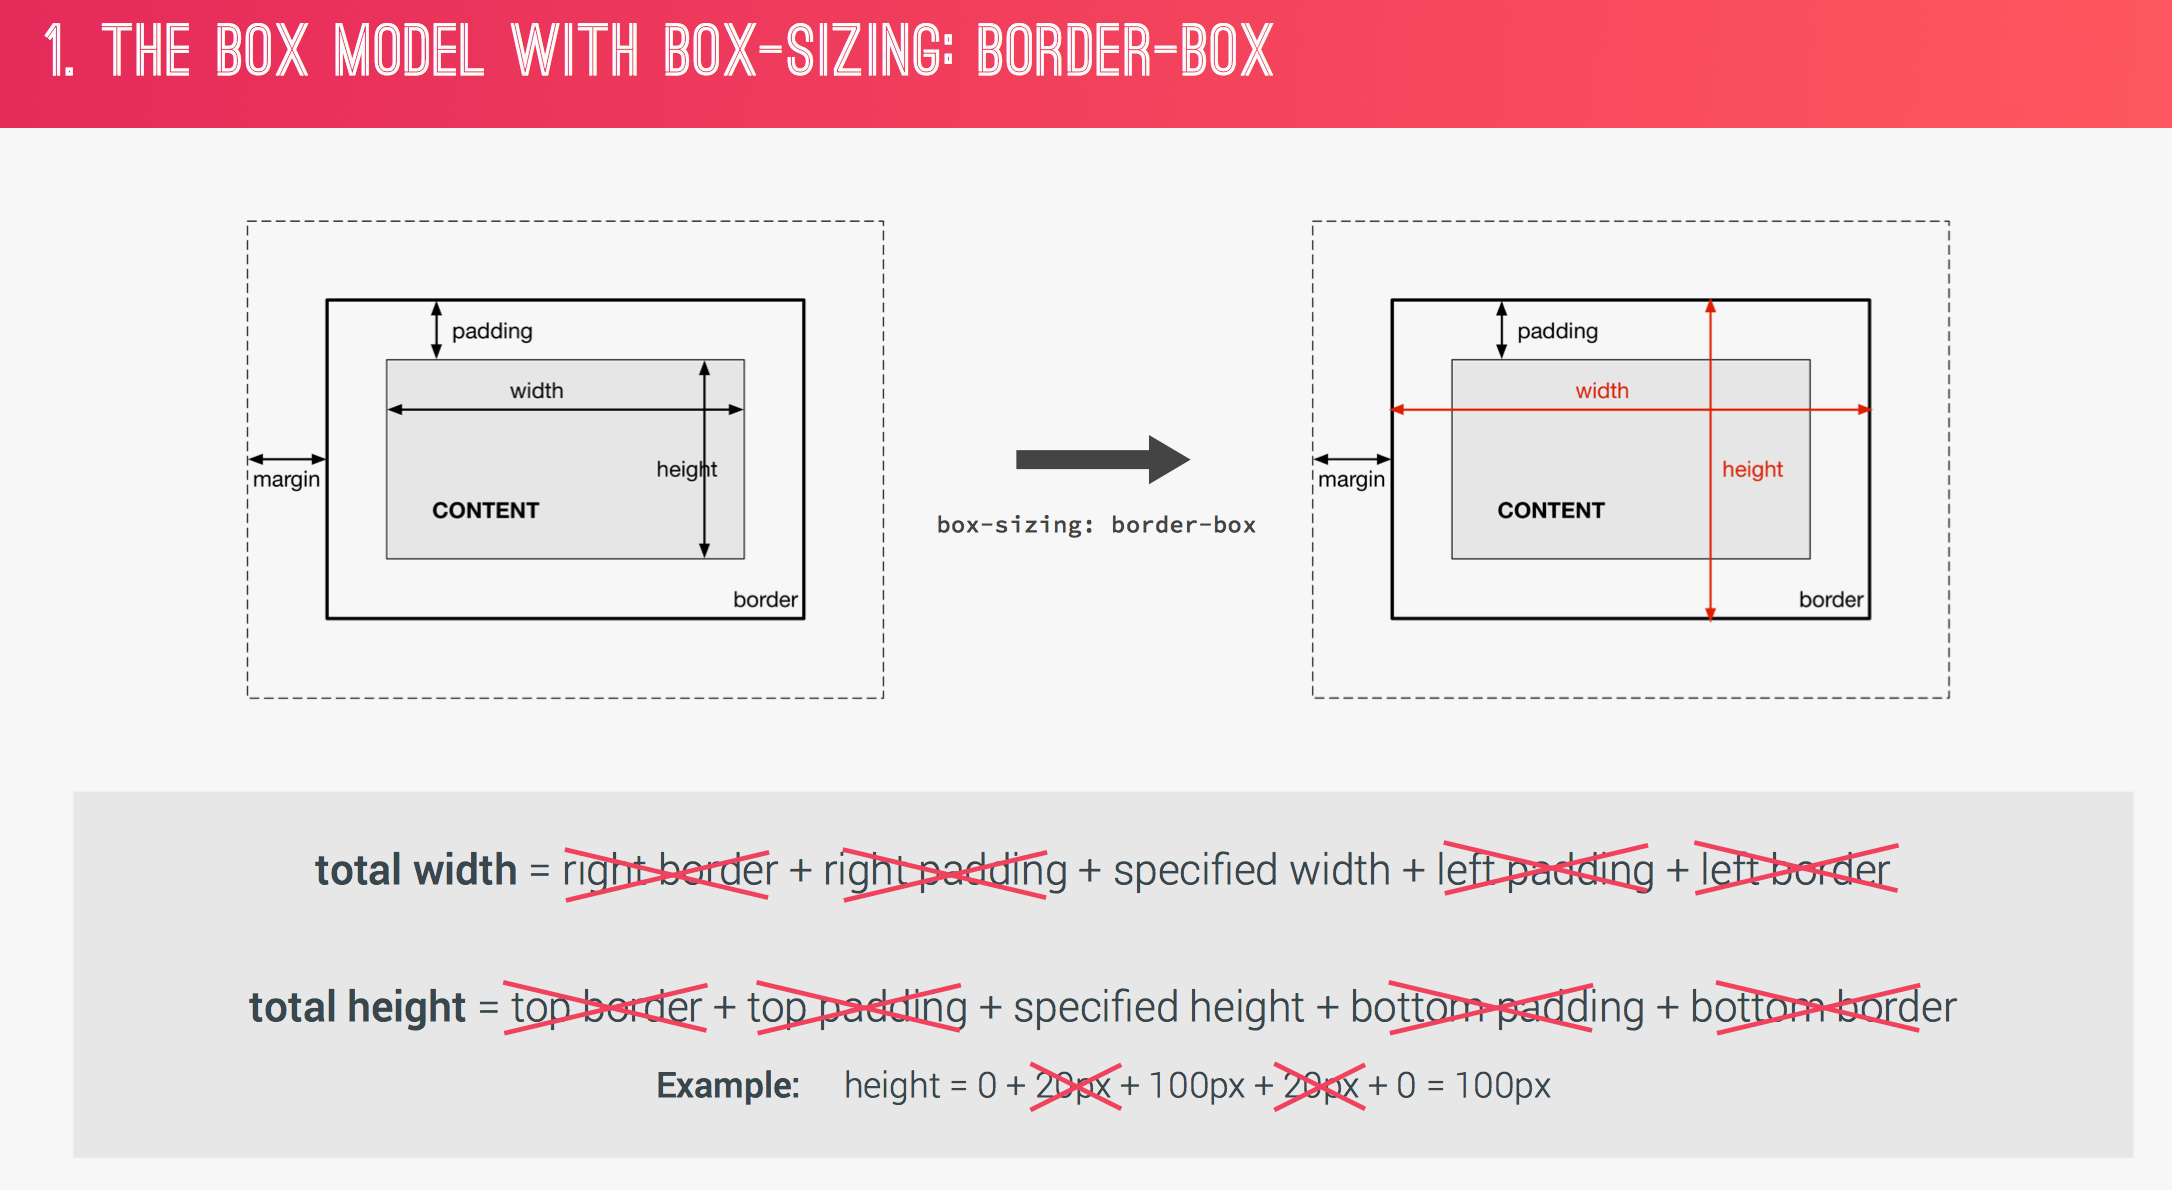 1. THE BOX MODEL WITH BOX-SIZING: BORDER-BOX
padding
width
height
margin
CONTENT
border
box-sizing: border-box
padding
width
height
margin
CONTENT
border
total width = right border + right padding + specified width + left padding + left border
total height = top border + top padding + specified height + bottom padding + bottom border
Example: height = 0 + 20px + 100px + 20px + 0 = 100px